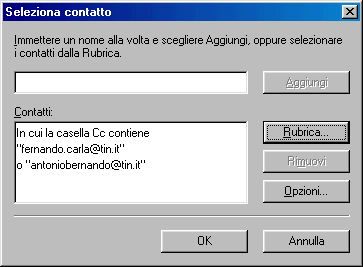 Seleziona contatto
Immettere un nome alla volta e scegliere Aggiungi, oppure selezionare
i contatti dalla Rubrica.
Aggiungi
Contatti:
In cui la casella Cc contiene
"fernando.carla@tin.it"
o "antoniobernando@tin.it"
Rubrica...
Rimuovi
Opzioni...
OK
Annulla